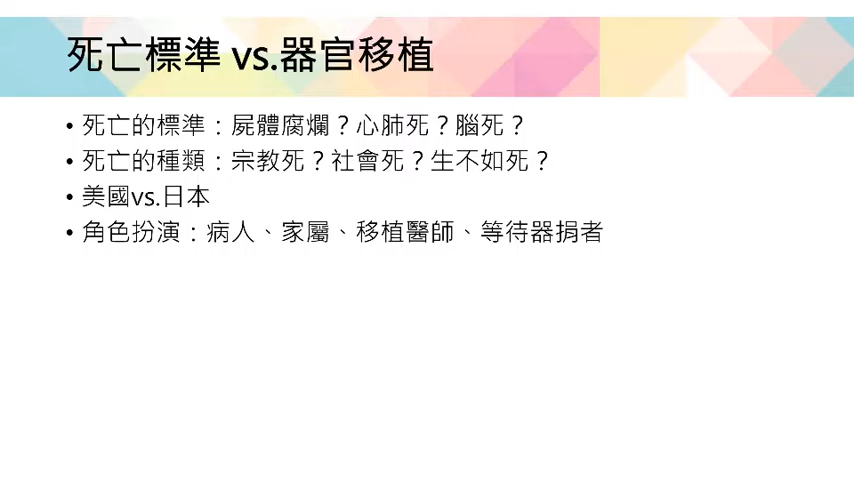 死亡標準 vs.器官移植
• 死亡的標準：屍體腐爛？心肺死？腦死？
• 死亡的種類：宗教死？社會死？生不如死？
• 美國vs.日本
• 角色扮演：病人、家屬、移植醫師、等待器捐者